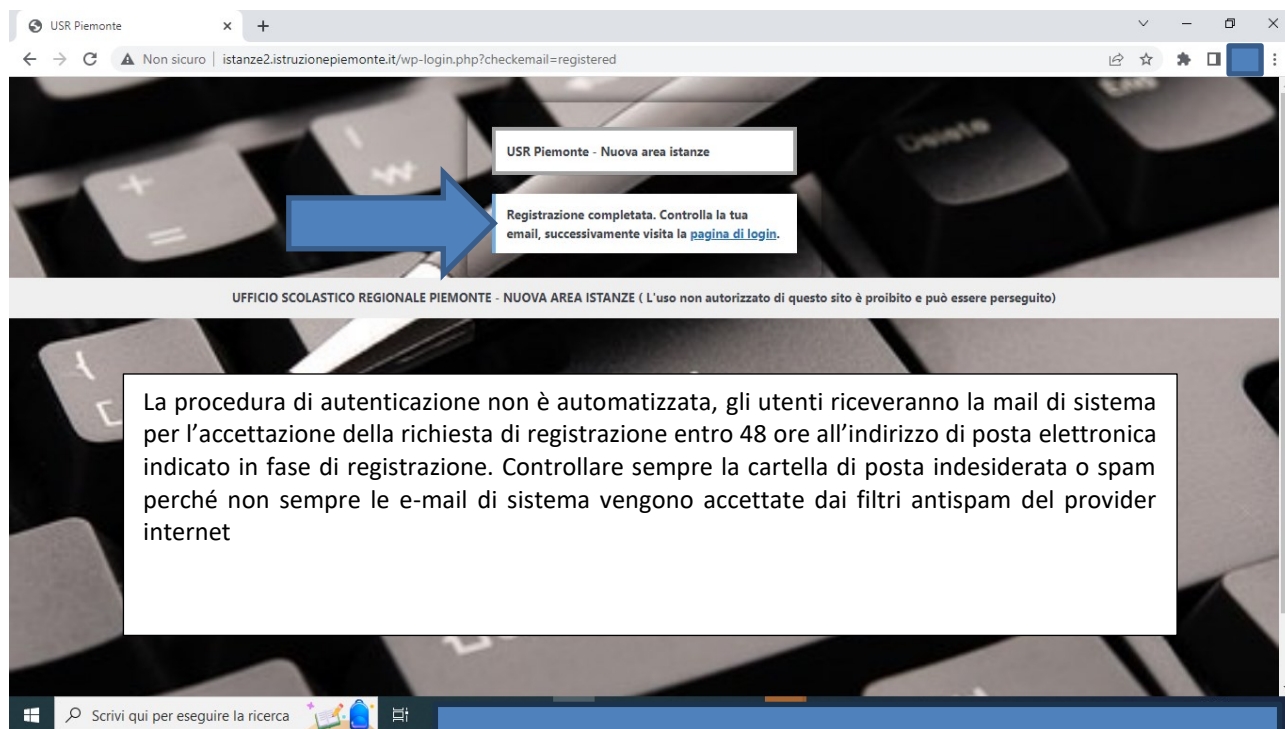 USR Piemonte
Non sicuro | istanze2.istruzionepiemonte.it/wp-login.php?checkemail=registered
Delete
End
USR Piemonte - Nuova area istanze
Registrazione completata. Controlla la tua
email, successivamente visita la pagina di login.
UFFICIO SCOLASTICO REGIONALE PIEMONTE - NUOVA AREA ISTANZE ( L'uso non autorizzato di questo sito è proibito e può essere perseguito)
La procedura di autenticazione non è automatizzata, gli utenti riceveranno la mail di sistema
per l’accettazione della richiesta di registrazione entro 48 ore all’indirizzo di posta elettronica
indicato in fase di registrazione. Controllare sempre la cartella di posta indesiderata o spam
perché non sempre le e-mail di sistema vengono accettate dai filtri antispam del provider
internet
Scrivi qui per eseguire la ricerca